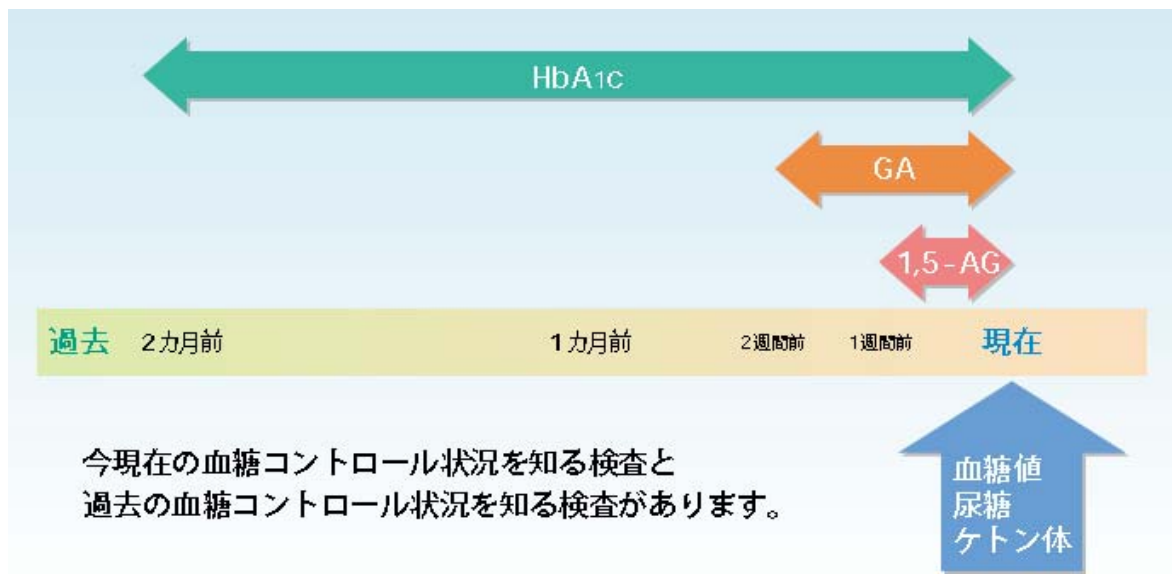 HbA1c
GA
1,5-AG
過去 2カ月前 1カ月前 2週間前 1週間前 現在
今現在の血糖コントロール状況を知る検査と
過去の血糖コントロール状況を知る検査があります。
血糖値
尿糖
ケトン体